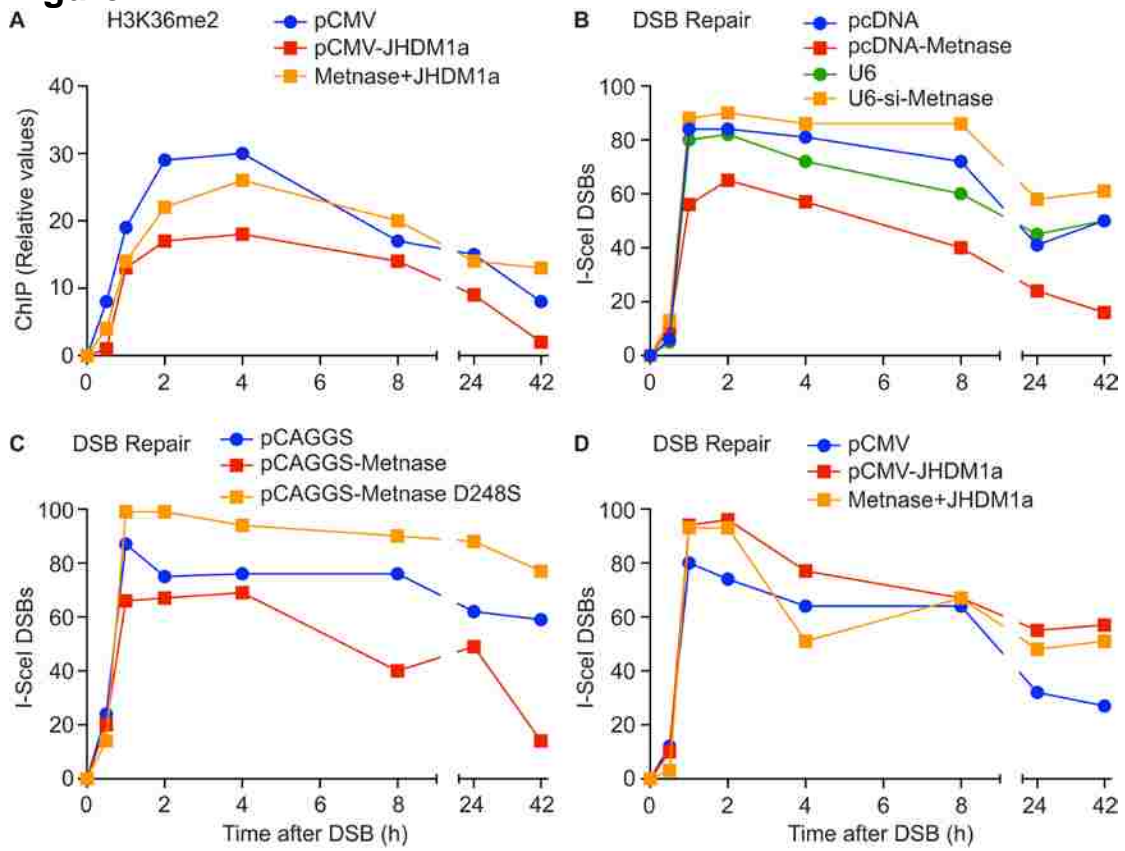 A H3K36me2
pCMV
pCMV-JHDM1a
Metnase+JHDM1a
ChIP (Relative values)
40
30
20
10
0
0 2 4 6 8 24 42
B DSB Repair
pcDNA
pcDNA-Metnase
U6
U6-si-Metnase
I-SceI DSBs
100
80
60
40
20
0
0 2 4 6 8 24 42
C DSB Repair
pCAGGS
pCAGGS-Metnase
pCAGGS-Metnase D248S
I-SceI DSBs
100
80
60
40
20
0
0 2 4 6 8 24 42
Time after DSB (h)
D DSB Repair
pCMV
pCMV-JHDM1a
Metnase+JHDM1a
I-SceI DSBs
100
80
60
40
20
0
0 2 4 6 8 24 42
Time after DSB (h)